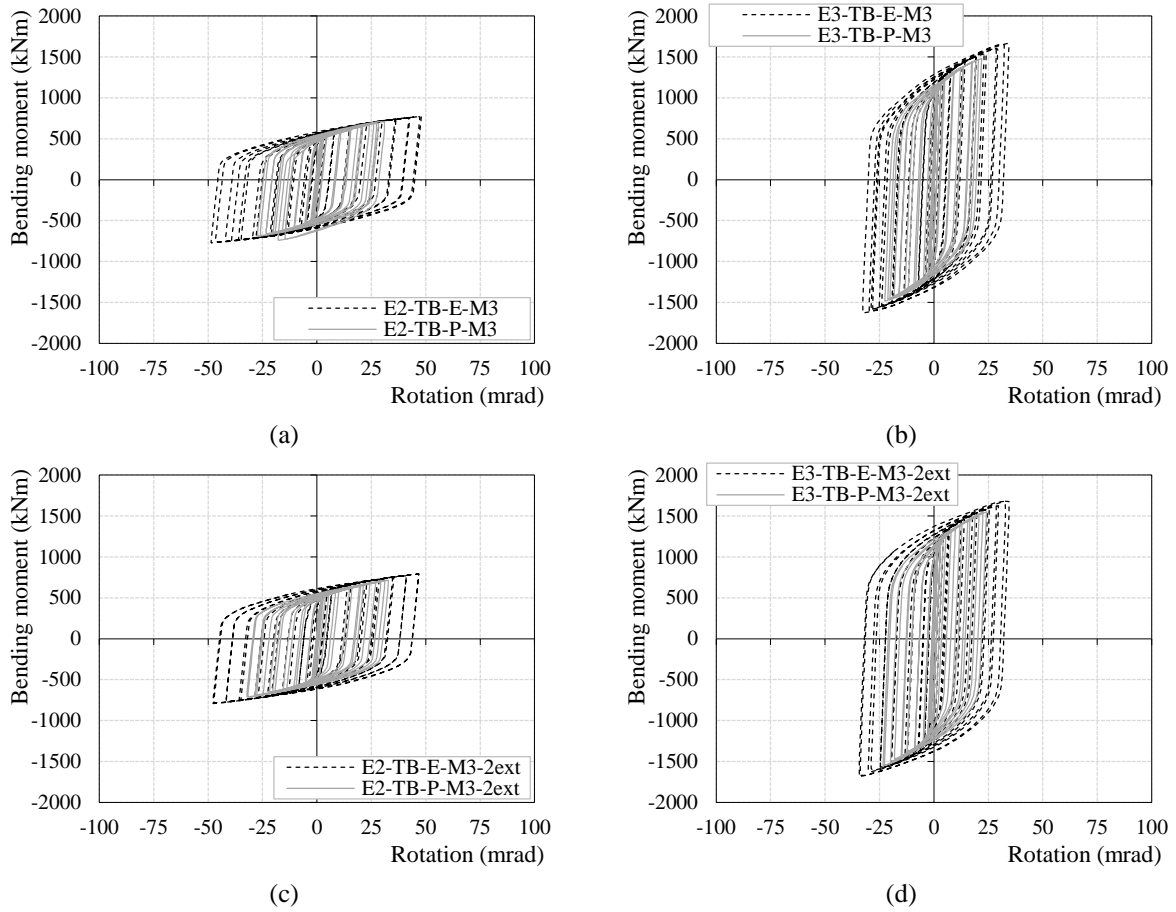 2000
1500
1000
500
0
-500
-1000
-1500
-2000
Bending moment (kNm)
E2-TB-E-M3
E2-TB-P-M3
-100 -75 -50 -25 0 25 50 75 100
Rotation (mrad)
(a)
2000
1500
1000
500
0
-500
-1000
-1500
-2000
Bending moment (kNm)
E3-TB-E-M3
E3-TB-P-M3
-100 -75 -50 -25 0 25 50 75 100
Rotation (mrad)
(b)
2000
1500
1000
500
0
-500
-1000
-1500
-2000
Bending moment (kNm)
E2-TB-E-M3-2ext
E2-TB-P-M3-2ext
-100 -75 -50 -25 0 25 50 75 100
Rotation (mrad)
(c)
2000
1500
1000
500
0
-500
-1000
-1500
-2000
Bending moment (kNm)
E3-TB-E-M3-2ext
E3-TB-P-M3-2ext
-100 -75 -50 -25 0 25 50 75 100
Rotation (mrad)
(d)